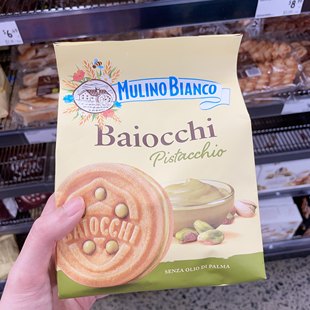 MULINO BIANCO
Baiocchi
Pistacchio
BAIOCCHI
SENZA OLIO DI PALMA